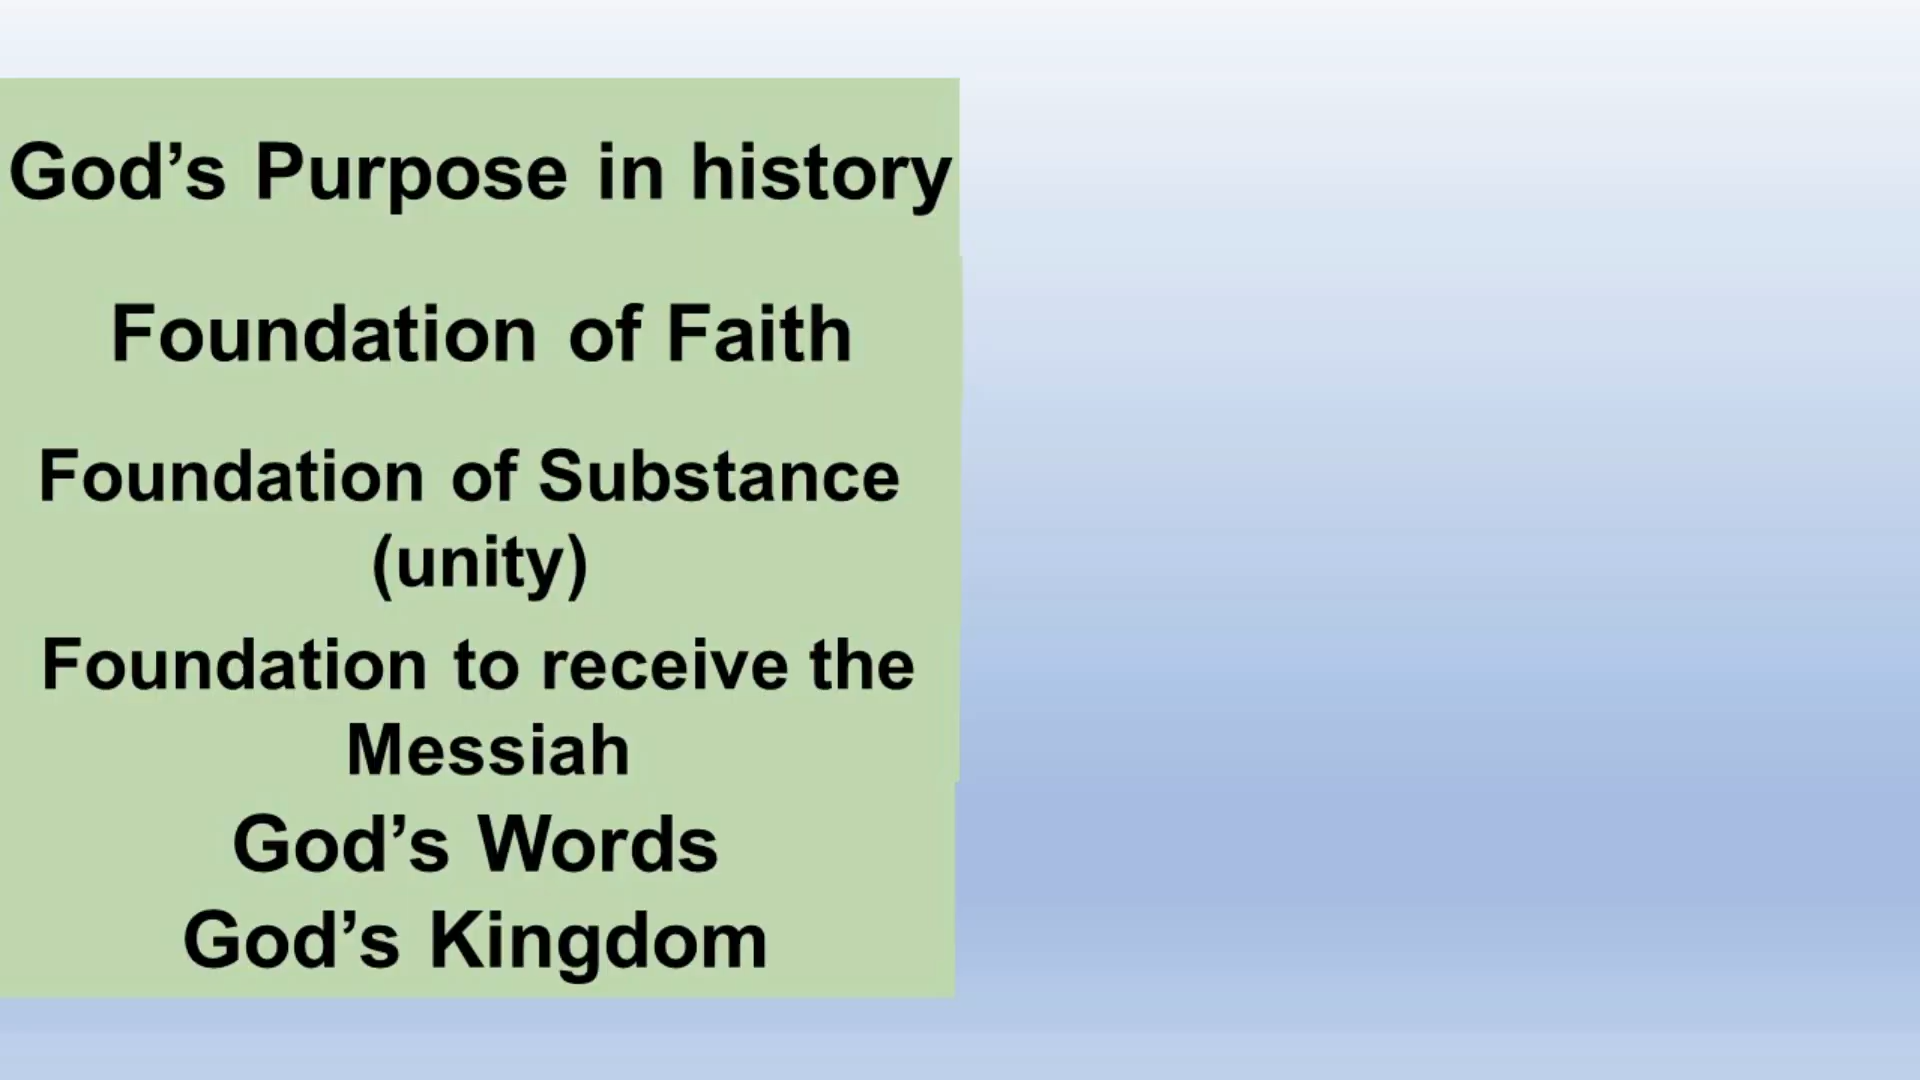 God’s Purpose in history
Foundation of Faith
Foundation of Substance
(unity)
Foundation to receive the
Messiah
God’s Words
God’s Kingdom